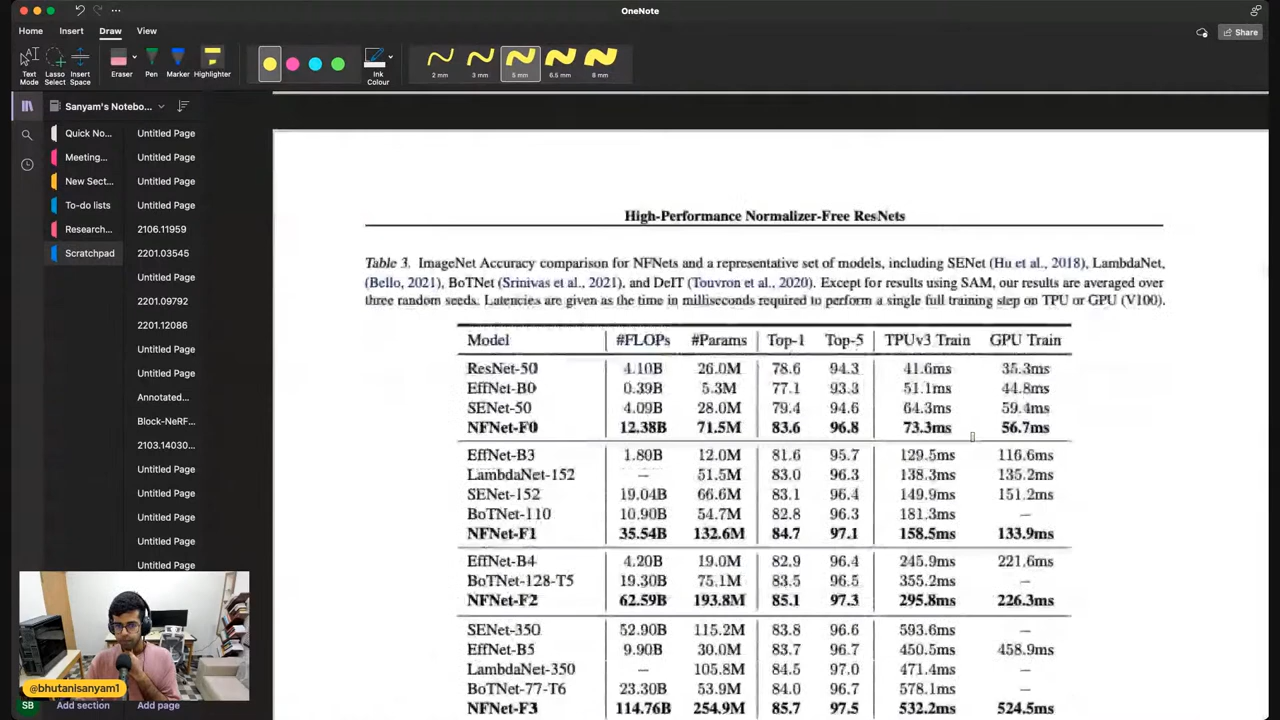 OneNote
Home Insert Draw View
Share
Text Mode
Lasso Select
Insert Space
Eraser
Pen
Marker
Highlighter
Ink Colour
2 mm
3 mm
5 mm
6.5 mm
8 mm
Sanyam's Notebo...
Quick No...
Meeting...
New Sect...
To-do lists
Research...
Scratchpad
Untitled Page
Untitled Page
Untitled Page
Untitled Page
2106.11959
2201.03545
Untitled Page
2201.09792
2201.12086
Untitled Page
Untitled Page
Annotated...
Block-NeRF...
2103.14030...
Untitled Page
Untitled Page
Untitled Page
Untitled Page
Untitled Page
High-Performance Normalizer-Free ResNets
Table 3. ImageNet Accuracy comparison for NFNets and a representative set of models, including SENet (Hu et al., 2018), LambdaNet,
(Bello, 2021), BoTNet (Srinivas et al., 2021), and DeIT (Touvron et al., 2020). Except for results using SAM, our results are averaged over
three random seeds. Latencies are given as the time in milliseconds required to perform a single full training step on TPU or GPU (V100).
Model #FLOPs #Params Top-1 Top-5 TPUv3 Train GPU Train
ResNet-50 4.10B 26.0M 78.6 94.3 41.6ms 35.3ms
EffNet-B0 0.39B 5.3M 77.1 93.3 51.1ms 44.8ms
SENet-50 4.09B 28.0M 79.4 94.6 64.3ms 59.4ms
NFNet-F0 12.38B 71.5M 83.6 96.8 73.3ms 56.7ms
EffNet-B3 1.80B 12.0M 81.6 95.7 129.5ms 116.6ms
LambdaNet-152 — 51.5M 83.0 96.3 138.3ms 135.2ms
SENet-152 19.04B 66.6M 83.1 96.4 149.9ms 151.2ms
BoTNet-110 10.90B 54.7M 82.8 96.3 181.3ms —
NFNet-F1 35.54B 132.6M 84.7 97.1 158.5ms 133.9ms
EffNet-B4 4.20B 19.0M 82.9 96.4 245.9ms 221.6ms
BoTNet-128-T5 19.30B 75.1M 83.5 96.5 355.2ms —
NFNet-F2 62.59B 193.8M 85.1 97.3 295.8ms 226.3ms
SENet-350 52.90B 115.2M 83.8 96.6 593.6ms —
EffNet-B5 9.90B 30.0M 83.7 96.7 450.5ms 458.9ms
LambdaNet-350 — 105.8M 84.5 97.0 471.4ms —
BoTNet-77-T6 23.30B 53.9M 84.0 96.7 578.1ms —
NFNet-F3 114.76B 254.9M 85.7 97.5 532.2ms 524.5ms
@bhutanisanyam1
SB Add section Add page